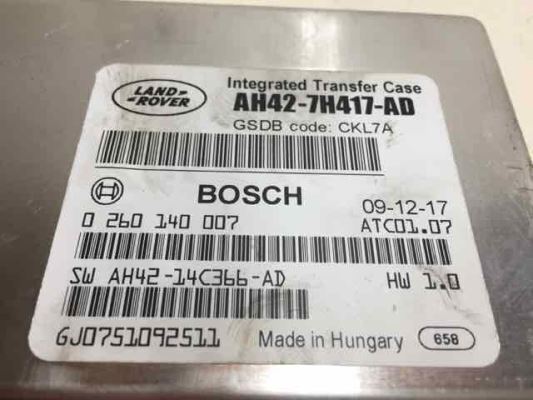 LAND ROVER
Integrated Transfer Case
AH42-7H417-AD
GSDB code: CKL7A
BOSCH
09-12-17
0 260 140 007
ATC01.07
SW AH42-14C366-AD
HW 1.0
GJ0751092511
Made in Hungary
658